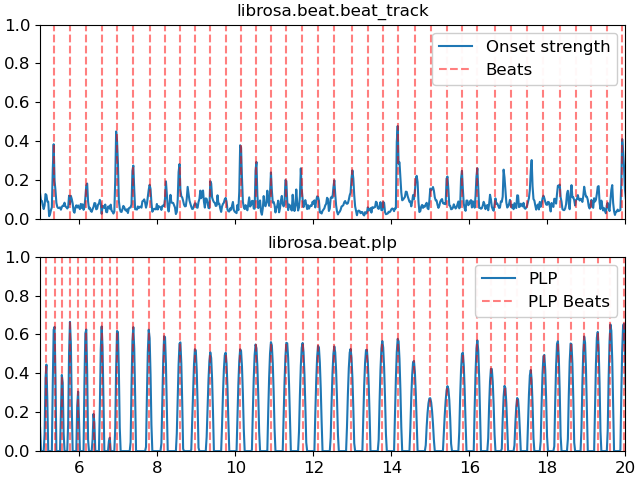 librosa.beat.beat_track
1.0
0.8
0.6
0.4
0.2
0.0
Onset strength
Beats
librosa.beat.plp
1.0
0.8
0.6
0.4
0.2
0.0
PLP
PLP Beats
6 8 10 12 14 16 18 20